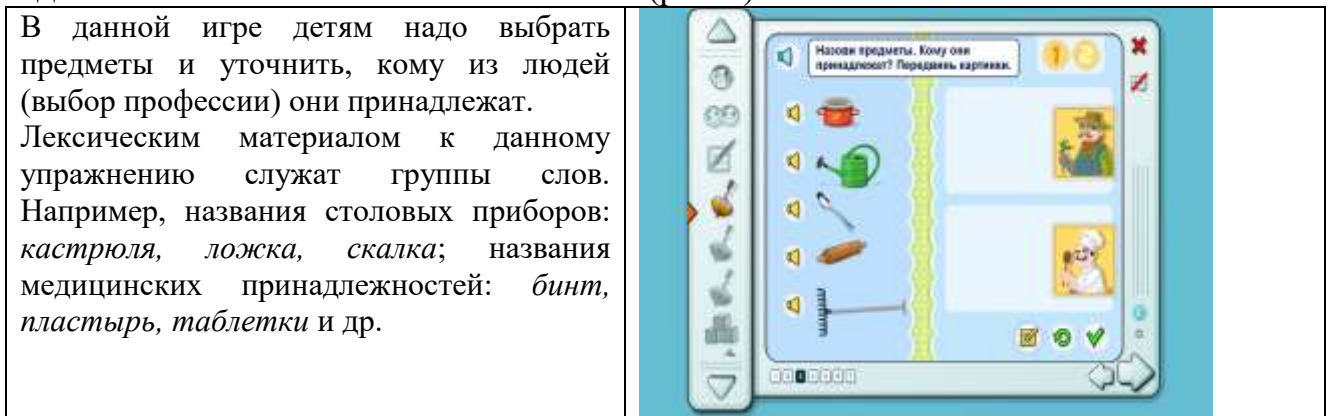 В данной игре детям надо выбрать
предметы и уточнить, кому из людей
(выбор профессии) они принадлежат.
Лексическим материалом к данному
упражнению служат группы слов.
Например, названия столовых приборов:
кастрюля, ложка, скалка; названия
медицинских принадлежностей: бинт,
пластырь, таблетки и др.
Назови предметы. Кому они
принадлежат? Передвинь картинки.
1 2